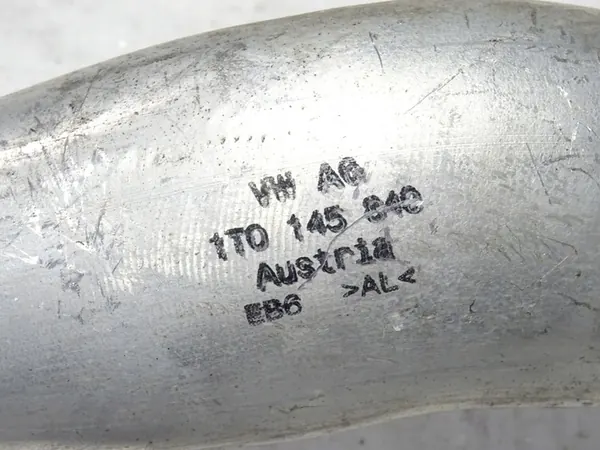 VW AG
1T0 145 840
Austria
EB6 >AL<